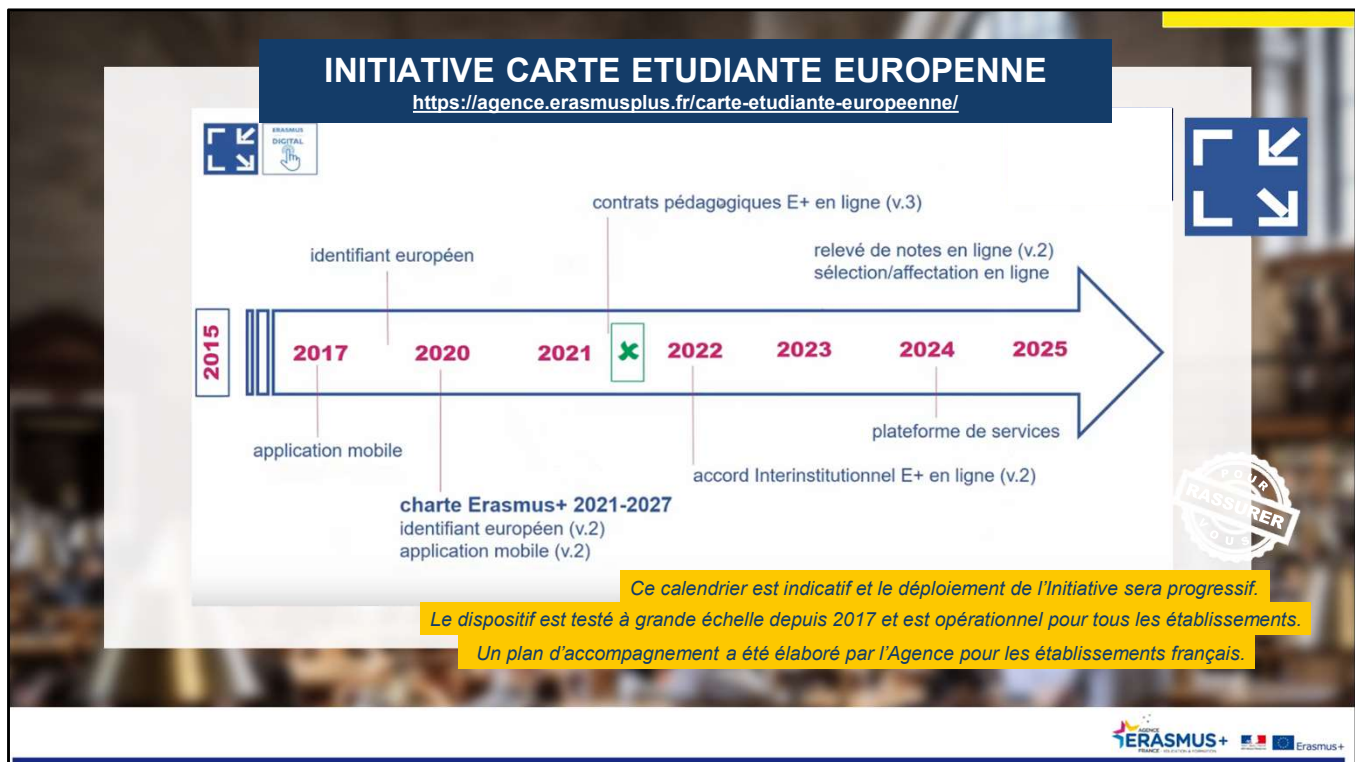 INITIATIVE CARTE ETUDIANTE EUROPENNE
https://agence.erasmusplus.fr/carte-etudiante-europeenne/
ERASMUS
DIGITAL
contrats pédagogiques E+ en ligne (v.3)
identifiant européen
relevé de notes en ligne (v.2)
sélection/affectation en ligne
2015
2017
2020
2021
2022
2023
2024
2025
application mobile
plateforme de services
accord Interinstitutionnel E+ en ligne (v.2)
charte Erasmus+ 2021-2027
identifiant européen (v.2)
application mobile (v.2)
POUR
RASSURER
VOUS
Ce calendrier est indicatif et le déploiement de l’Initiative sera progressif.
Le dispositif est testé à grande échelle depuis 2017 et est opérationnel pour tous les établissements.
Un plan d’accompagnement a été élaboré par l’Agence pour les établissements français.
AGENCE
ERASMUS+
FRANCE EDUCATION & FORMATION
Erasmus+